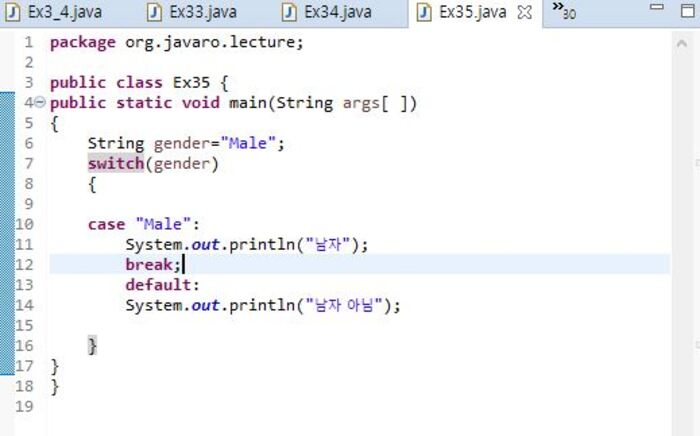 Ex3_4.java Ex33.java Ex34.java Ex35.java »30
1 package org.javaro.lecture;
2
3 public class Ex35 {
4 public static void main(String args[ ])
5 {
6 String gender="Male";
7 switch(gender)
8 {
9
10 case "Male":
11 System.out.println("남자");
12 break;
13 default:
14 System.out.println("남자 아님");
15
16 }
17 }
18 }
19